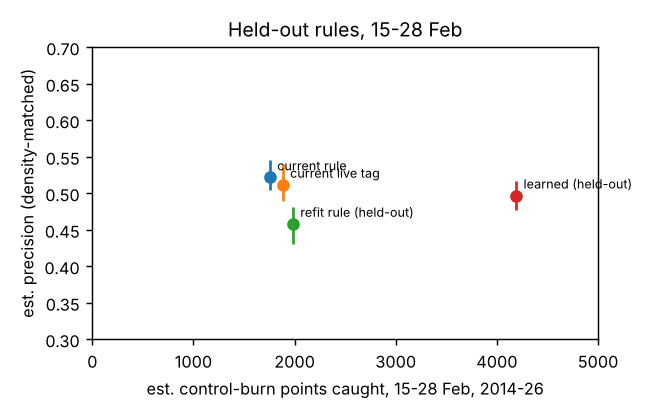 Held-out rules, 15-28 Feb
est. precision (density-matched)
0.70
0.65
0.60
0.55
0.50
0.45
0.40
0.35
0.30
current rule
current live tag
learned (held-out)
refit rule (held-out)
0 1000 2000 3000 4000 5000
est. control-burn points caught, 15-28 Feb, 2014-26